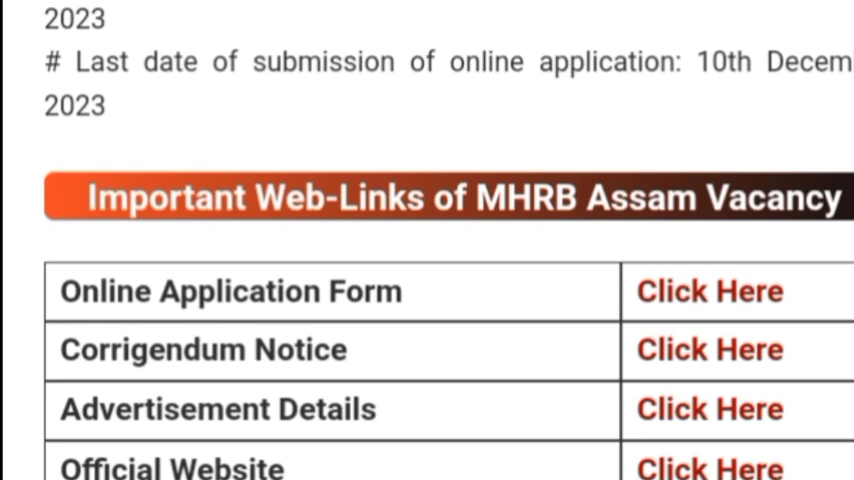 2023
# Last date of submission of online application: 10th Decem
2023
Important Web-Links of MHRB Assam Vacancy
Online Application Form Click Here
Corrigendum Notice Click Here
Advertisement Details Click Here
Official Website Click Here